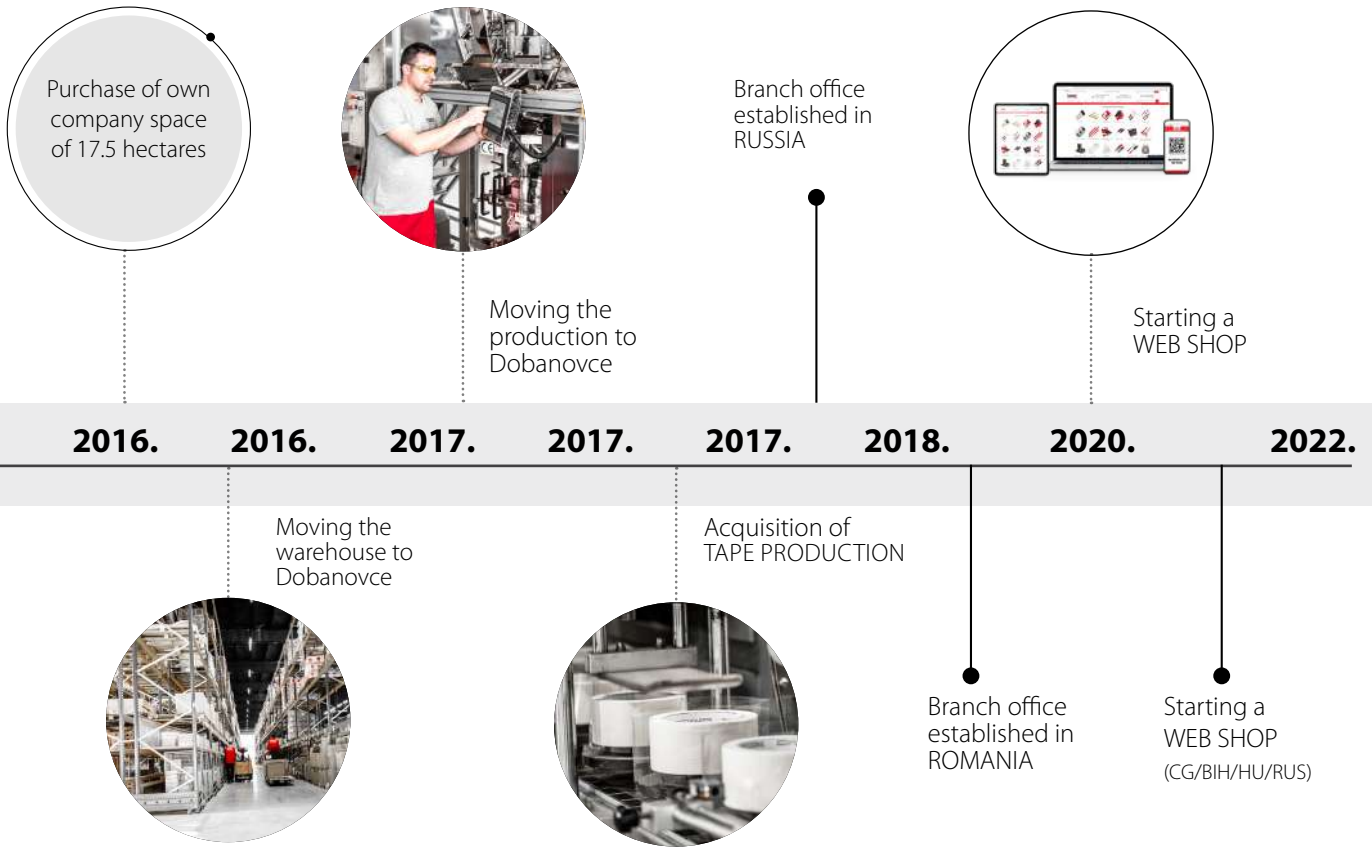 Purchase of own
company space
of 17.5 hectares
Branch office
established in
RUSSIA
Moving the
production to
Dobanovce
Starting a
WEB SHOP
2016. 2016. 2017. 2017. 2017. 2018. 2020. 2022.
Moving the
warehouse to
Dobanovce
Acquisition of
TAPE PRODUCTION
Branch office
established in
ROMANIA
Starting a
WEB SHOP
(CG/BIH/HU/RUS)